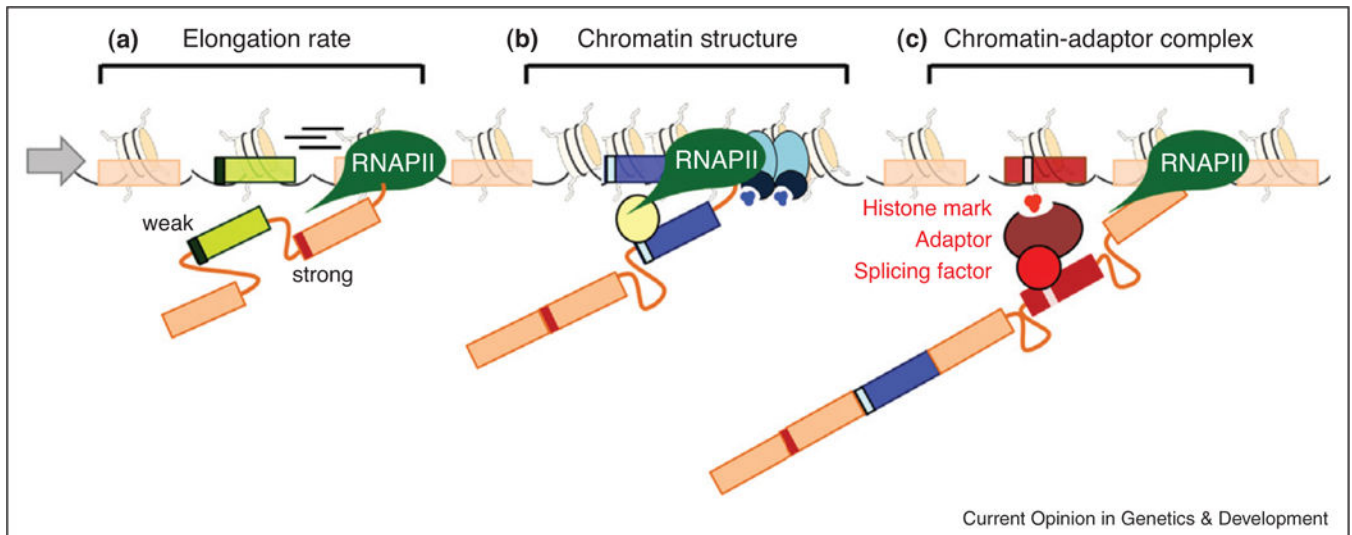 (a) Elongation rate
(b) Chromatin structure
(c) Chromatin-adaptor complex
RNAPII
RNAPII
RNAPII
weak
strong
Histone mark
Adaptor
Splicing factor
Current Opinion in Genetics & Development